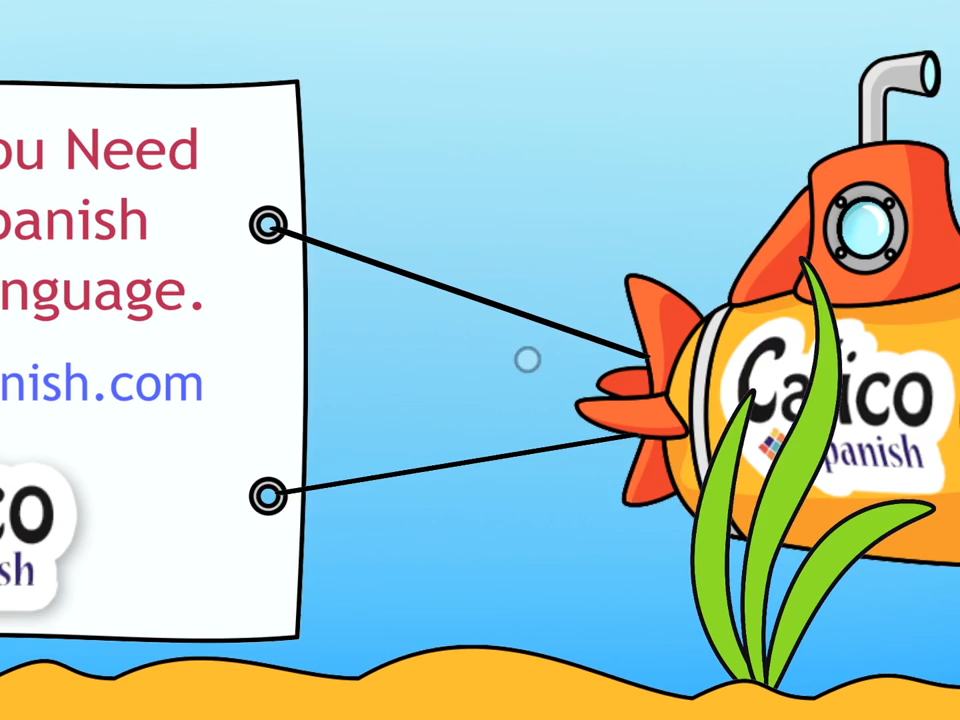 ou Need
panish
nguage.
nish.com
co
sh
Calico
panish